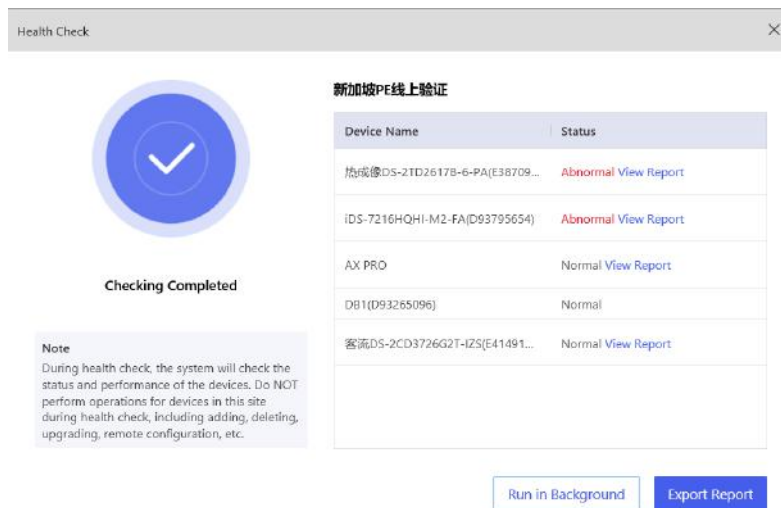 Health Check
新加坡PE线上验证
Device Name Status
热成像DS-2TD2617B-6-PA(E38709... Abnormal View Report
iDS-7216HQHI-M2-FA(D93795654) Abnormal View Report
AX PRO Normal View Report
DB1(D93265096) Normal
客流DS-2CD3726G2T-IZS(E41491... Normal View Report
Checking Completed
Note
During health check, the system will check the
status and performance of the devices. Do NOT
perform operations for devices in this site
during health check, including adding, deleting,
upgrading, remote configuration, etc.
Run in Background Export Report